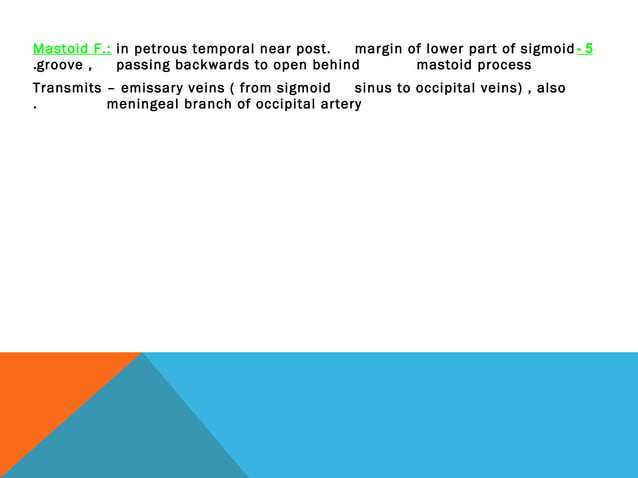 Mastoid F.: in petrous temporal near post. margin of lower part of sigmoid - 5
.groove , passing backwards to open behind mastoid process
Transmits – emissary veins ( from sigmoid sinus to occipital veins) , also
. meningeal branch of occipital artery